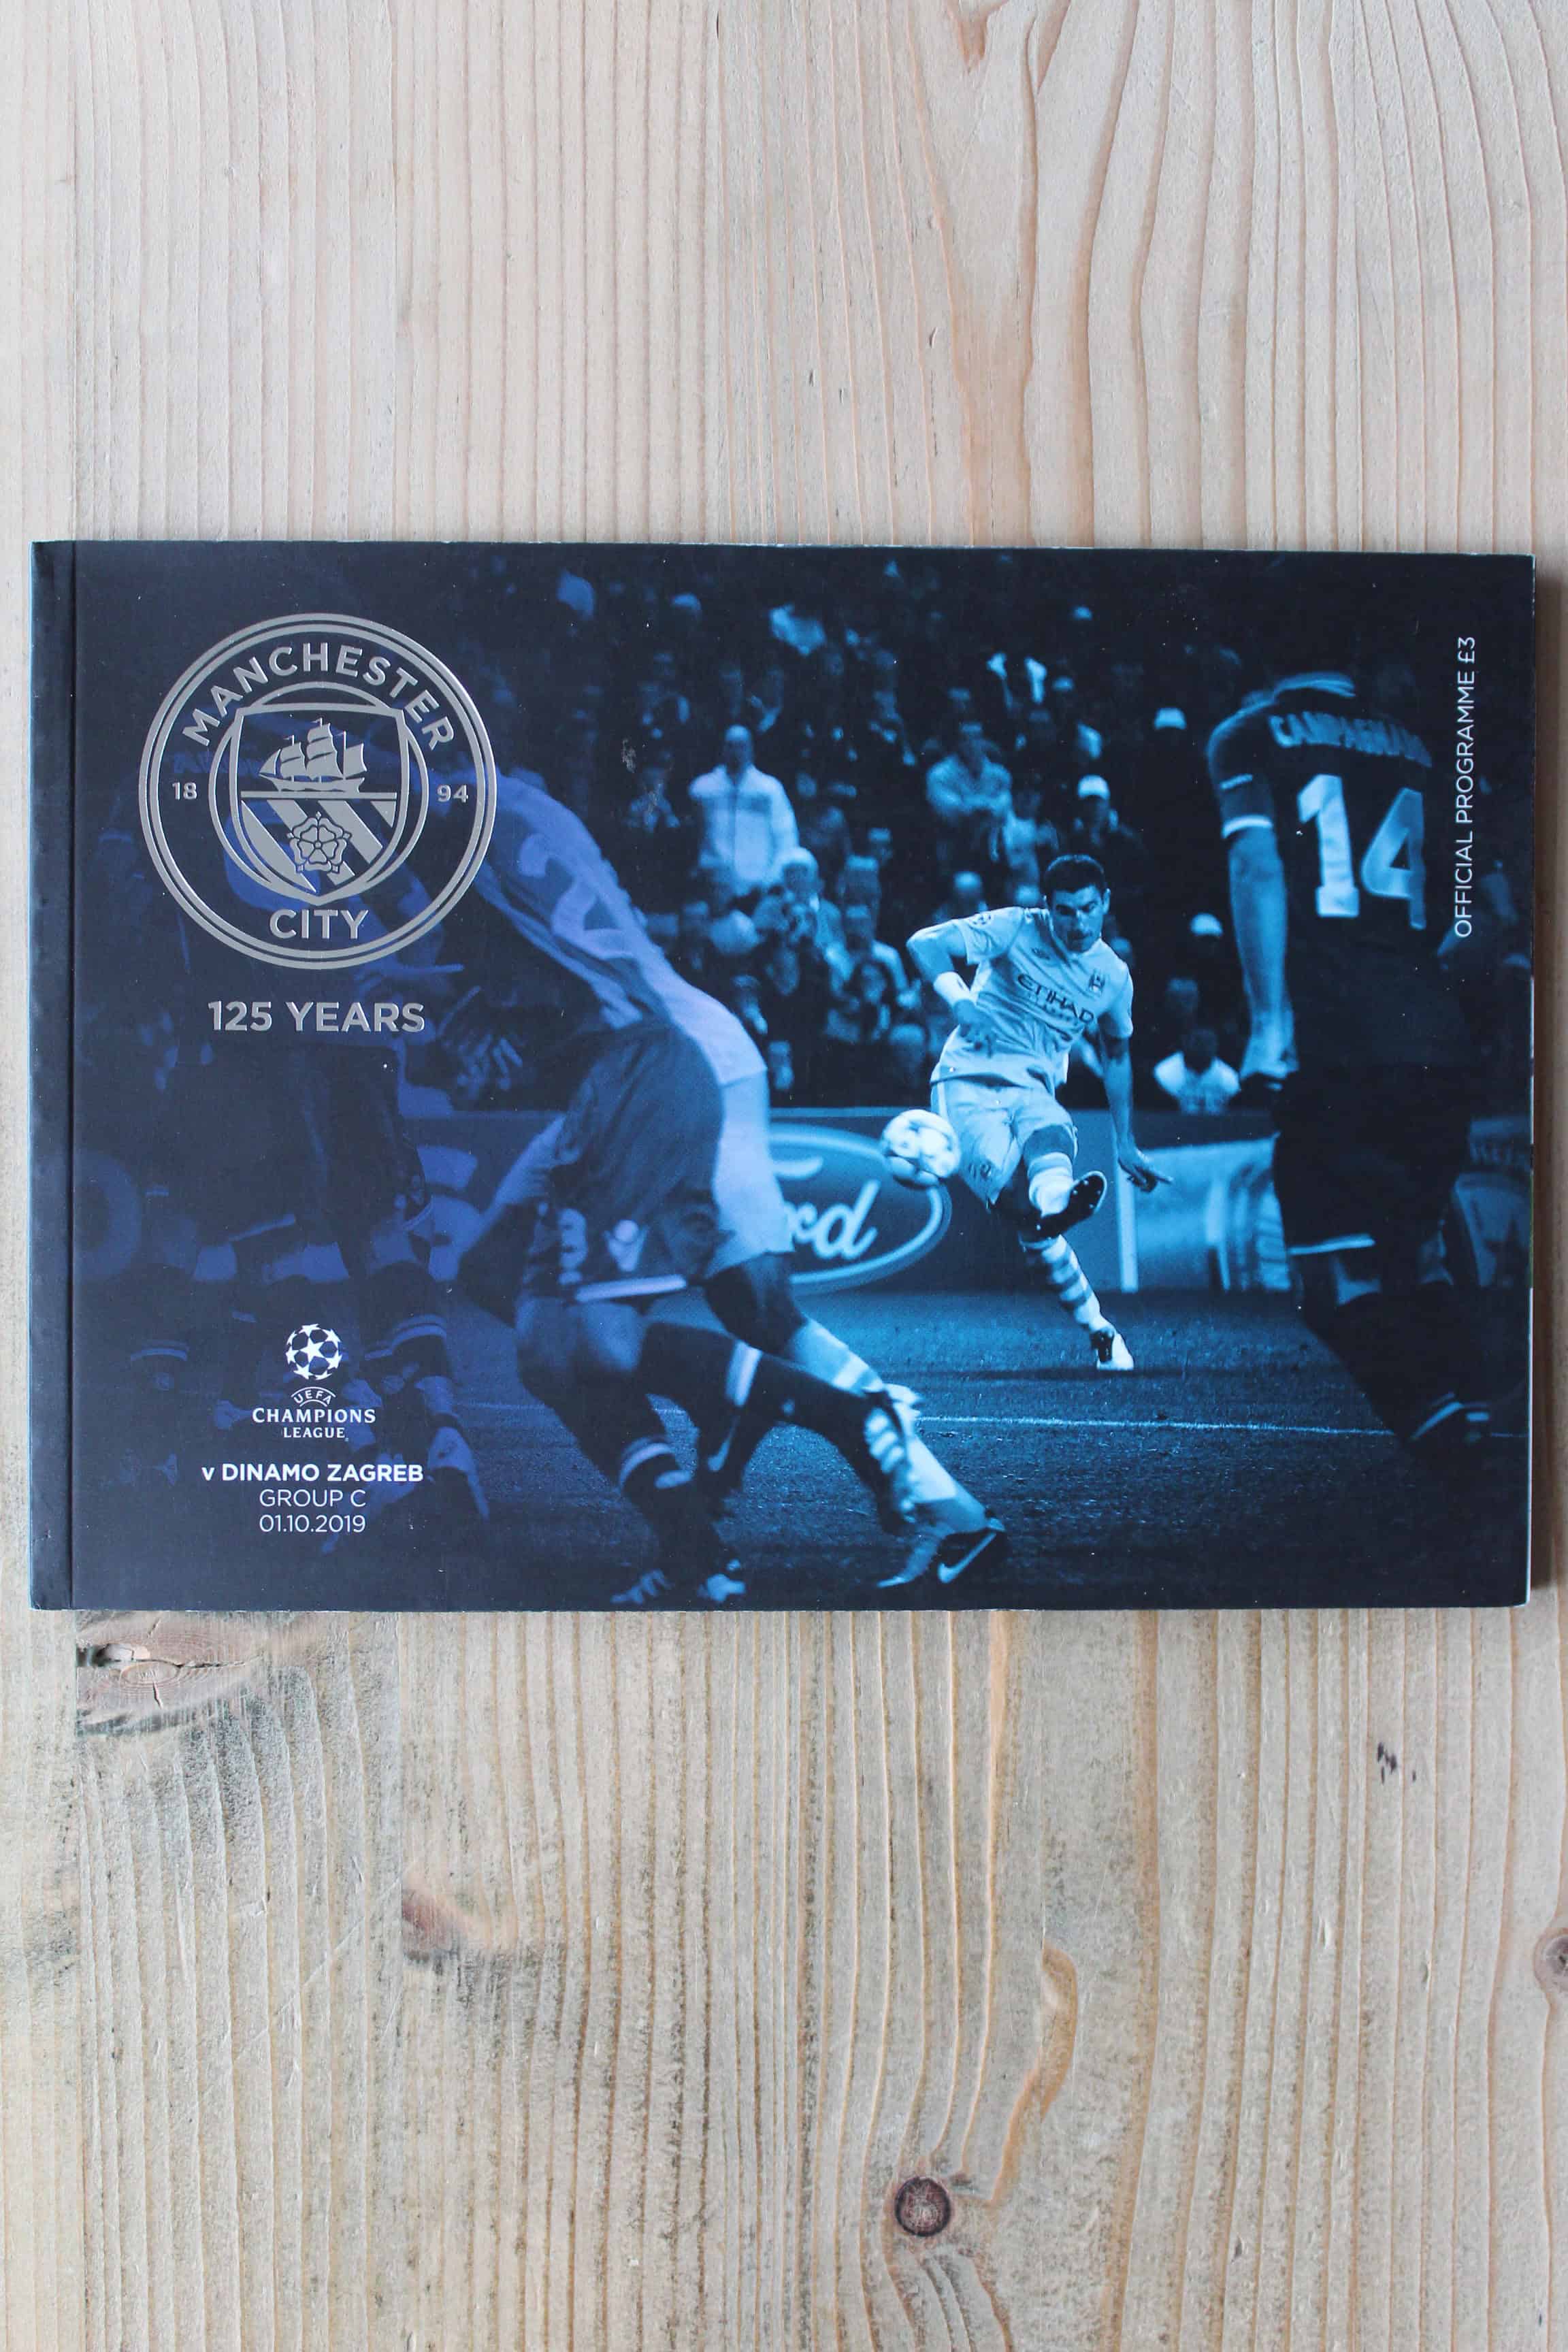 MANCHESTER
18 94
CITY
125 YEARS
UEFA
CHAMPIONS
LEAGUE
v DINAMO ZAGREB
GROUP C
01.10.2019
ETIHAD
14
OFFICIAL PROGRAMME £3